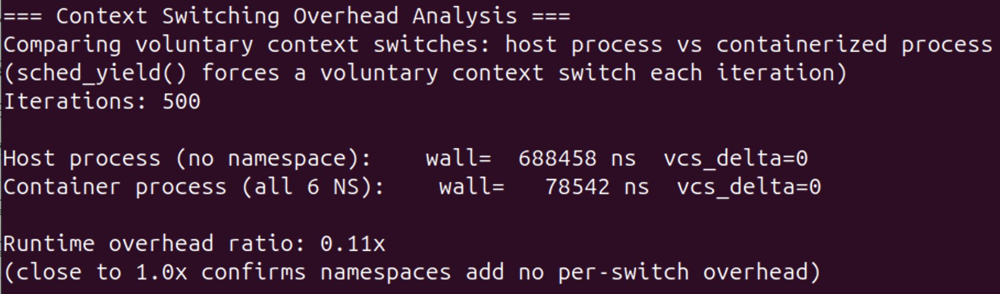 === Context Switching Overhead Analysis ===
Comparing voluntary context switches: host process vs containerized process
(sched_yield() forces a voluntary context switch each iteration)
Iterations: 500
Host process (no namespace):    wall=  688458 ns  vcs_delta=0
Container process (all 6 NS):    wall=   78542 ns  vcs_delta=0
Runtime overhead ratio: 0.11x
(close to 1.0x confirms namespaces add no per-switch overhead)